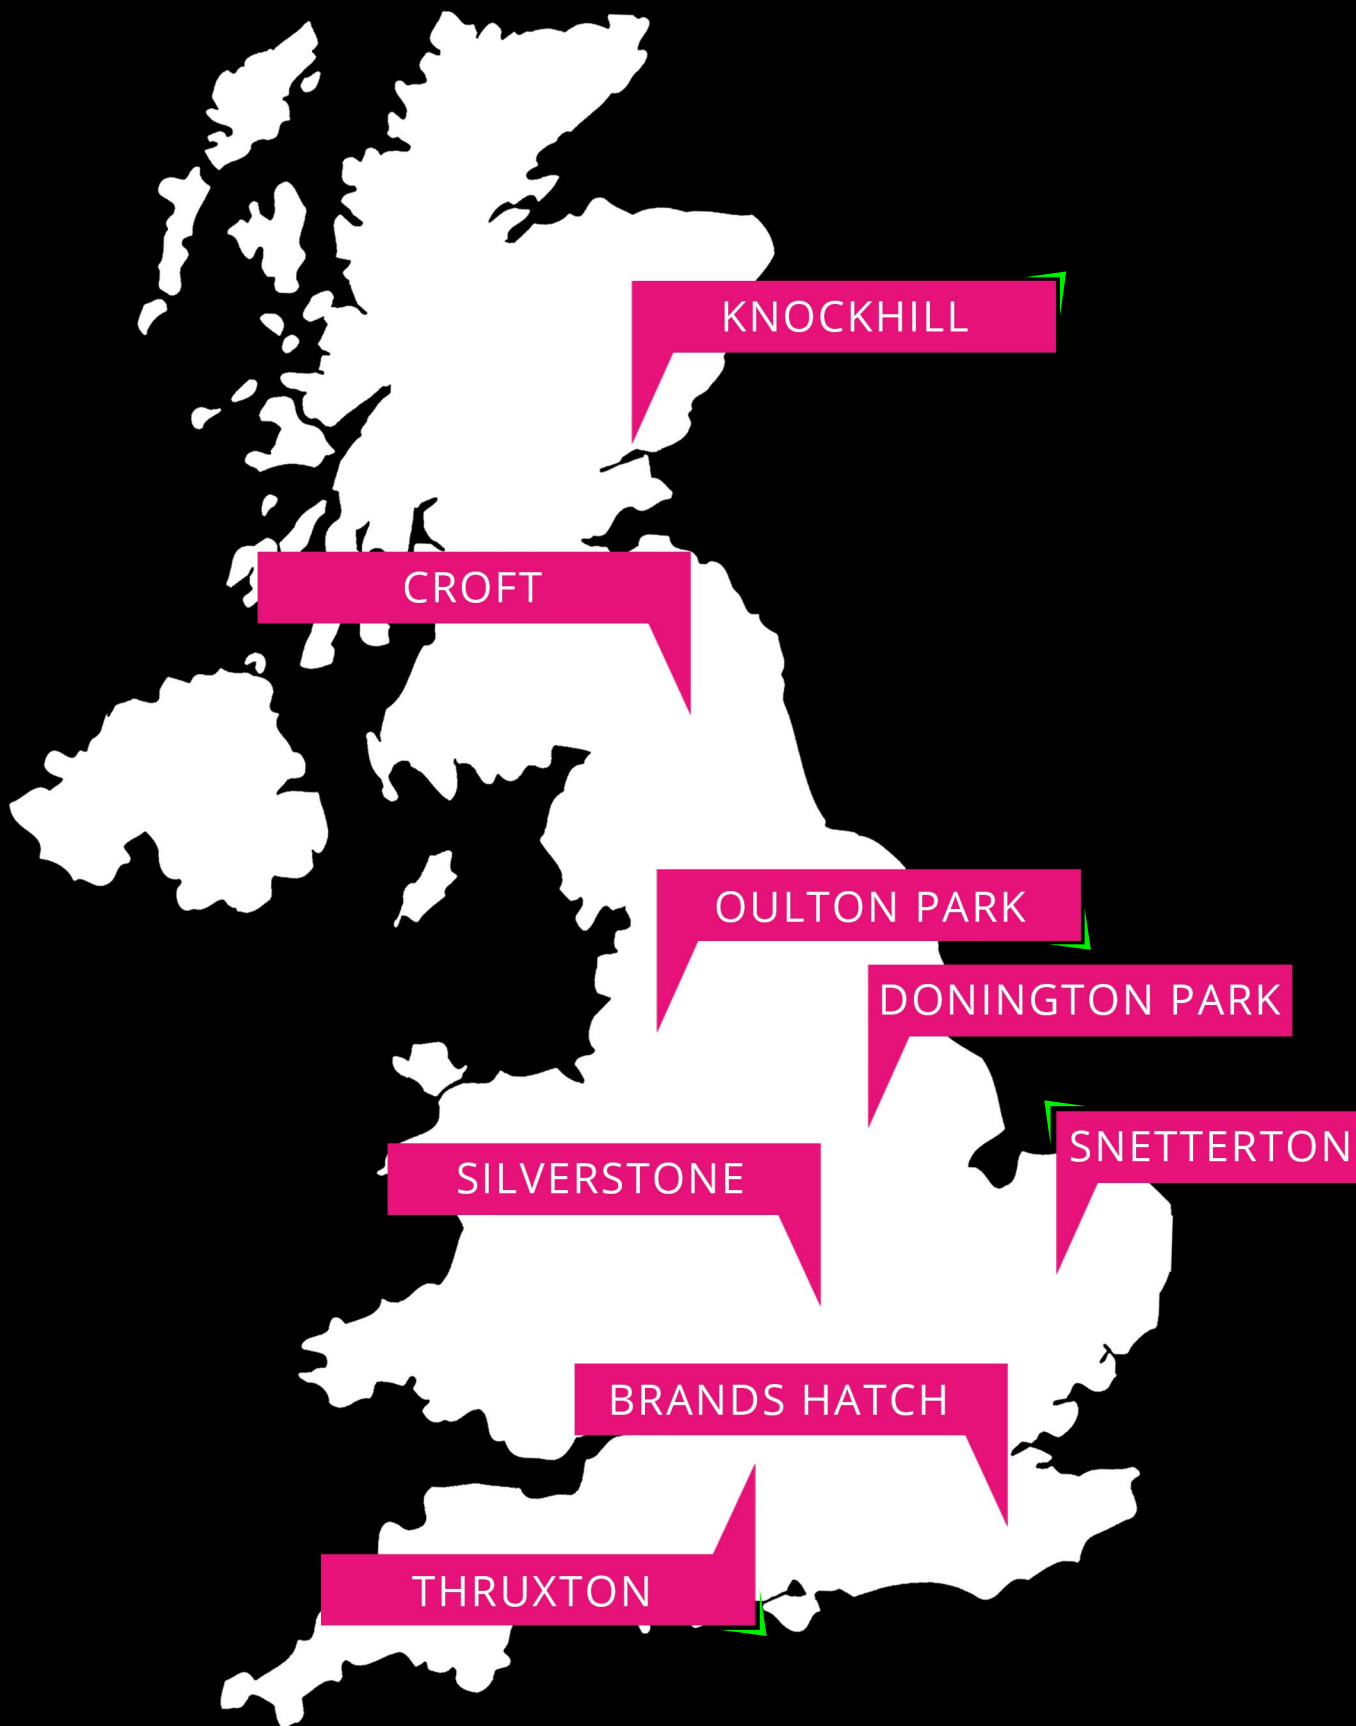 KNOCKHILL
CROFT
OULTON PARK
DONINGTON PARK
SNETTERTON
SILVERSTONE
BRANDS HATCH
THRUXTON